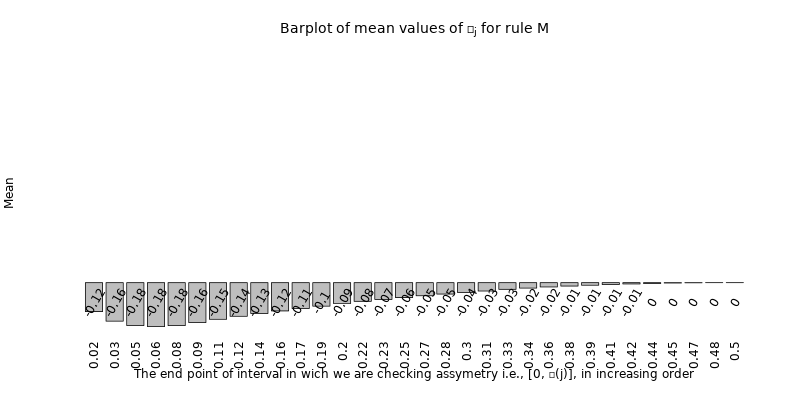 Barplot of mean values of □j for rule M
Mean
-0.12 -0.16 -0.18 -0.18 -0.18 -0.16 -0.15 -0.14 -0.13 -0.12 -0.11 -0.1 -0.09 -0.08 -0.07 -0.06 -0.05 -0.05 -0.04 -0.03 -0.03 -0.02 -0.02 -0.01 -0.01 -0.01 -0.01 0 0 0 0 0
0.02 0.03 0.05 0.06 0.08 0.09 0.11 0.12 0.14 0.16 0.17 0.19 0.2 0.22 0.23 0.25 0.27 0.28 0.3 0.31 0.33 0.34 0.36 0.38 0.39 0.41 0.42 0.44 0.45 0.47 0.48 0.5
The end point of interval in wich we are checking assymetry i.e., [0, □(j)], in increasing order